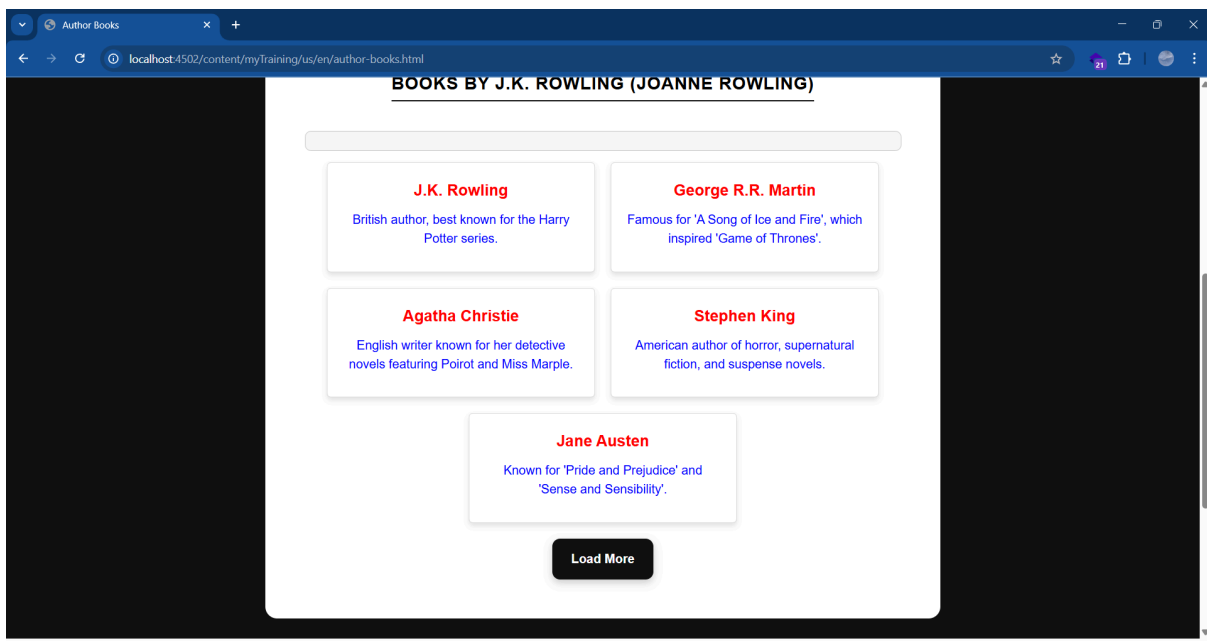 Author Books
localhost:4502/content/myTraining/us/en/author-books.html
21
BOOKS BY J.K. ROWLING (JOANNE ROWLING)
J.K. Rowling
British author, best known for the Harry
Potter series.
George R.R. Martin
Famous for 'A Song of Ice and Fire', which
inspired 'Game of Thrones'.
Agatha Christie
English writer known for her detective
novels featuring Poirot and Miss Marple.
Stephen King
American author of horror, supernatural
fiction, and suspense novels.
Jane Austen
Known for 'Pride and Prejudice' and
'Sense and Sensibility'.
Load More